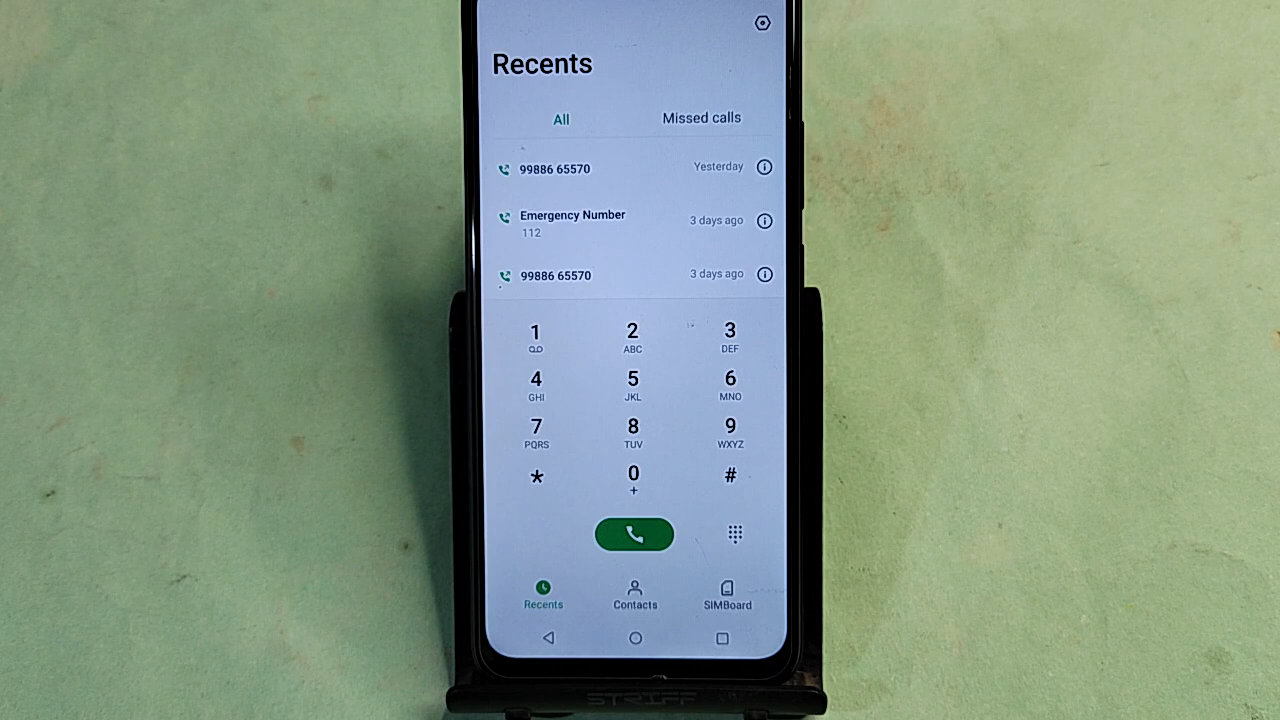 Recents
All Missed calls
99886 65570 Yesterday
Emergency Number 3 days ago
112
99886 65570 3 days ago
1 2 3
ABC DEF
4 5 6
GHI JKL MNO
7 8 9
PQRS TUV WXYZ
* 0 #
+
Recents Contacts SIMBoard
STRIFF